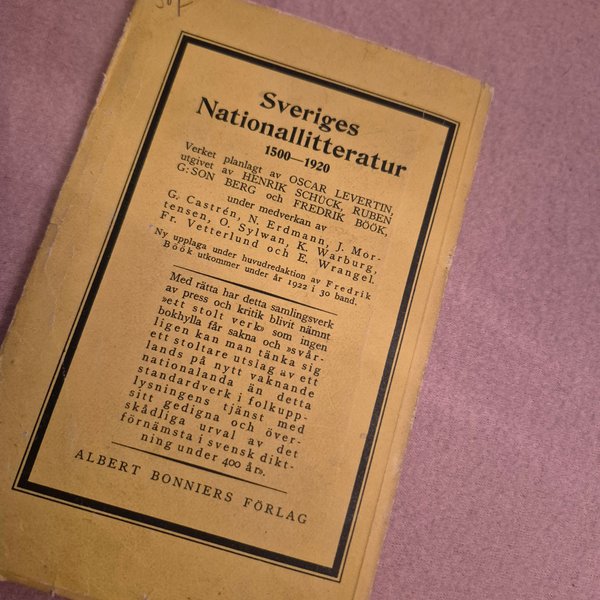 Sveriges
Nationallitteratur
1500—1920
Verket planlagt av OSCAR LEVERTIN,
utgivet av HENRIK SCHÜCK, RUBEN
G:SON BERG och FREDRIK BÖÖK,
under medverkan av
G. Castrén, N. Erdmann, J. Mor-
tensen, O. Sylwan, K. Warburg,
Fr. Vetterlund och E. Wrangel.
Ny upplaga under huvudredaktion av Fredrik
Böök utkommer under år 1922 i 30 band.
Med rätta har detta samlingsverk
av press och kritik blivit nämnt
»ett stolt verk» som ingen
bokhylla får sakna och »svår-
ligen kan man tänka sig
ett stoltare utslag av ett
lands på nytt vaknande
nationalanda än detta
standardverk i folkupp-
lysningens tjänst med
sitt gedigna och över-
skådliga urval av det
förnämsta i svensk dikt-
ning under 400 år».
ALBERT BONNIERS FÖRLAG